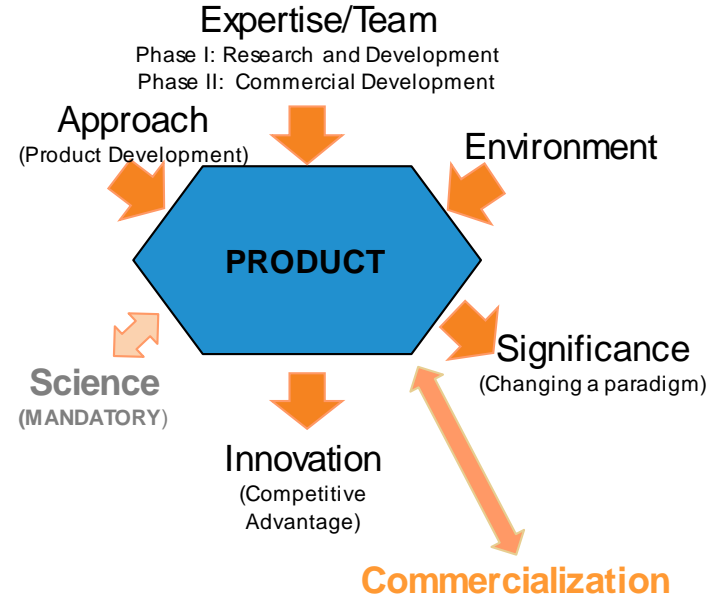 Expertise/Team
Phase I: Research and Development
Phase II: Commercial Development
Approach
(Product Development)
Environment
PRODUCT
Science
(MANDATORY)
Significance
(Changing a paradigm)
Innovation
(Competitive
Advantage)
Commercialization